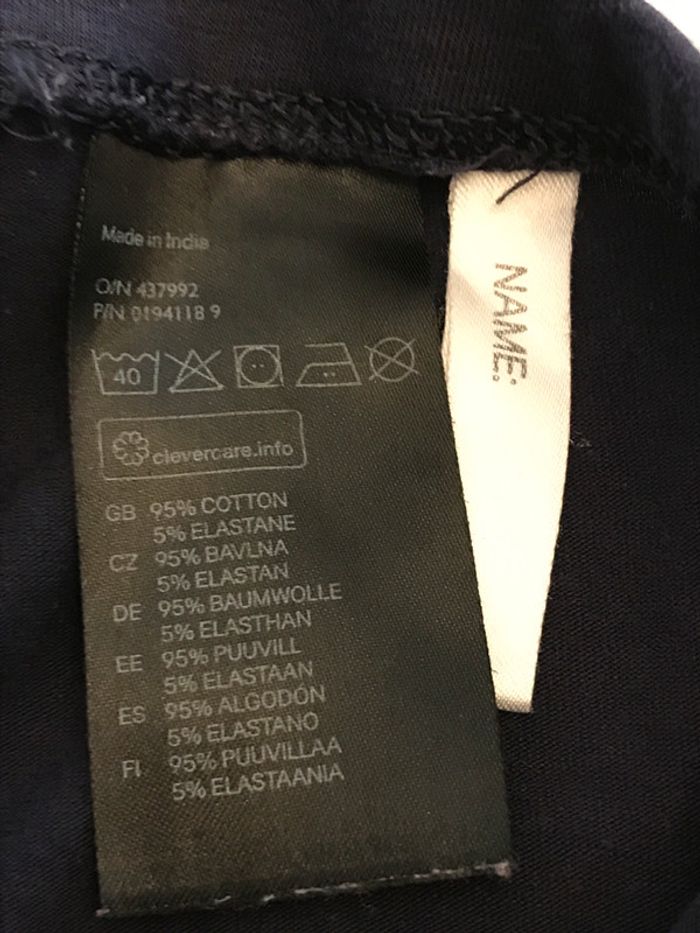 Made in India
O/N 437992
P/N 0194118 9
40
clevercare.info
GB 95% COTTON
5% ELASTANE
CZ 95% BAVLNA
5% ELASTAN
DE 95% BAUMWOLLE
5% ELASTHAN
EE 95% PUUVILL
5% ELASTAAN
ES 95% ALGODÓN
5% ELASTANO
FI 95% PUUVILLAA
5% ELASTAANIA
NAME: